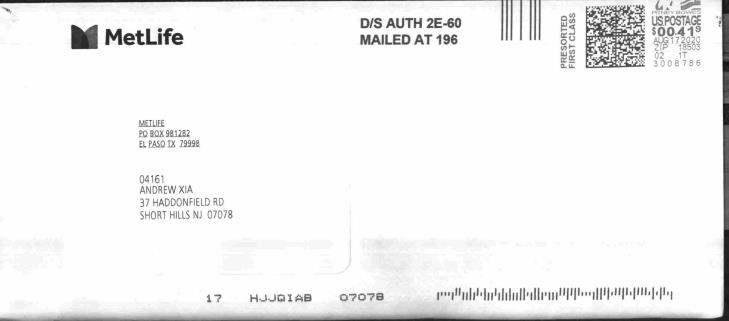 MetLife
D/S AUTH 2E-60
MAILED AT 196
PRESORTED
FIRST CLASS
PITNEY BOWES
US POSTAGE
$00.41⁹
AUG 17 2020
ZIP 18503
02 1T
3008786
METLIFE
PO BOX 981282
EL PASO TX 79998
04161
ANDREW XIA
37 HADDONFIELD RD
SHORT HILLS NJ 07078
17 HJJQIAB 07078